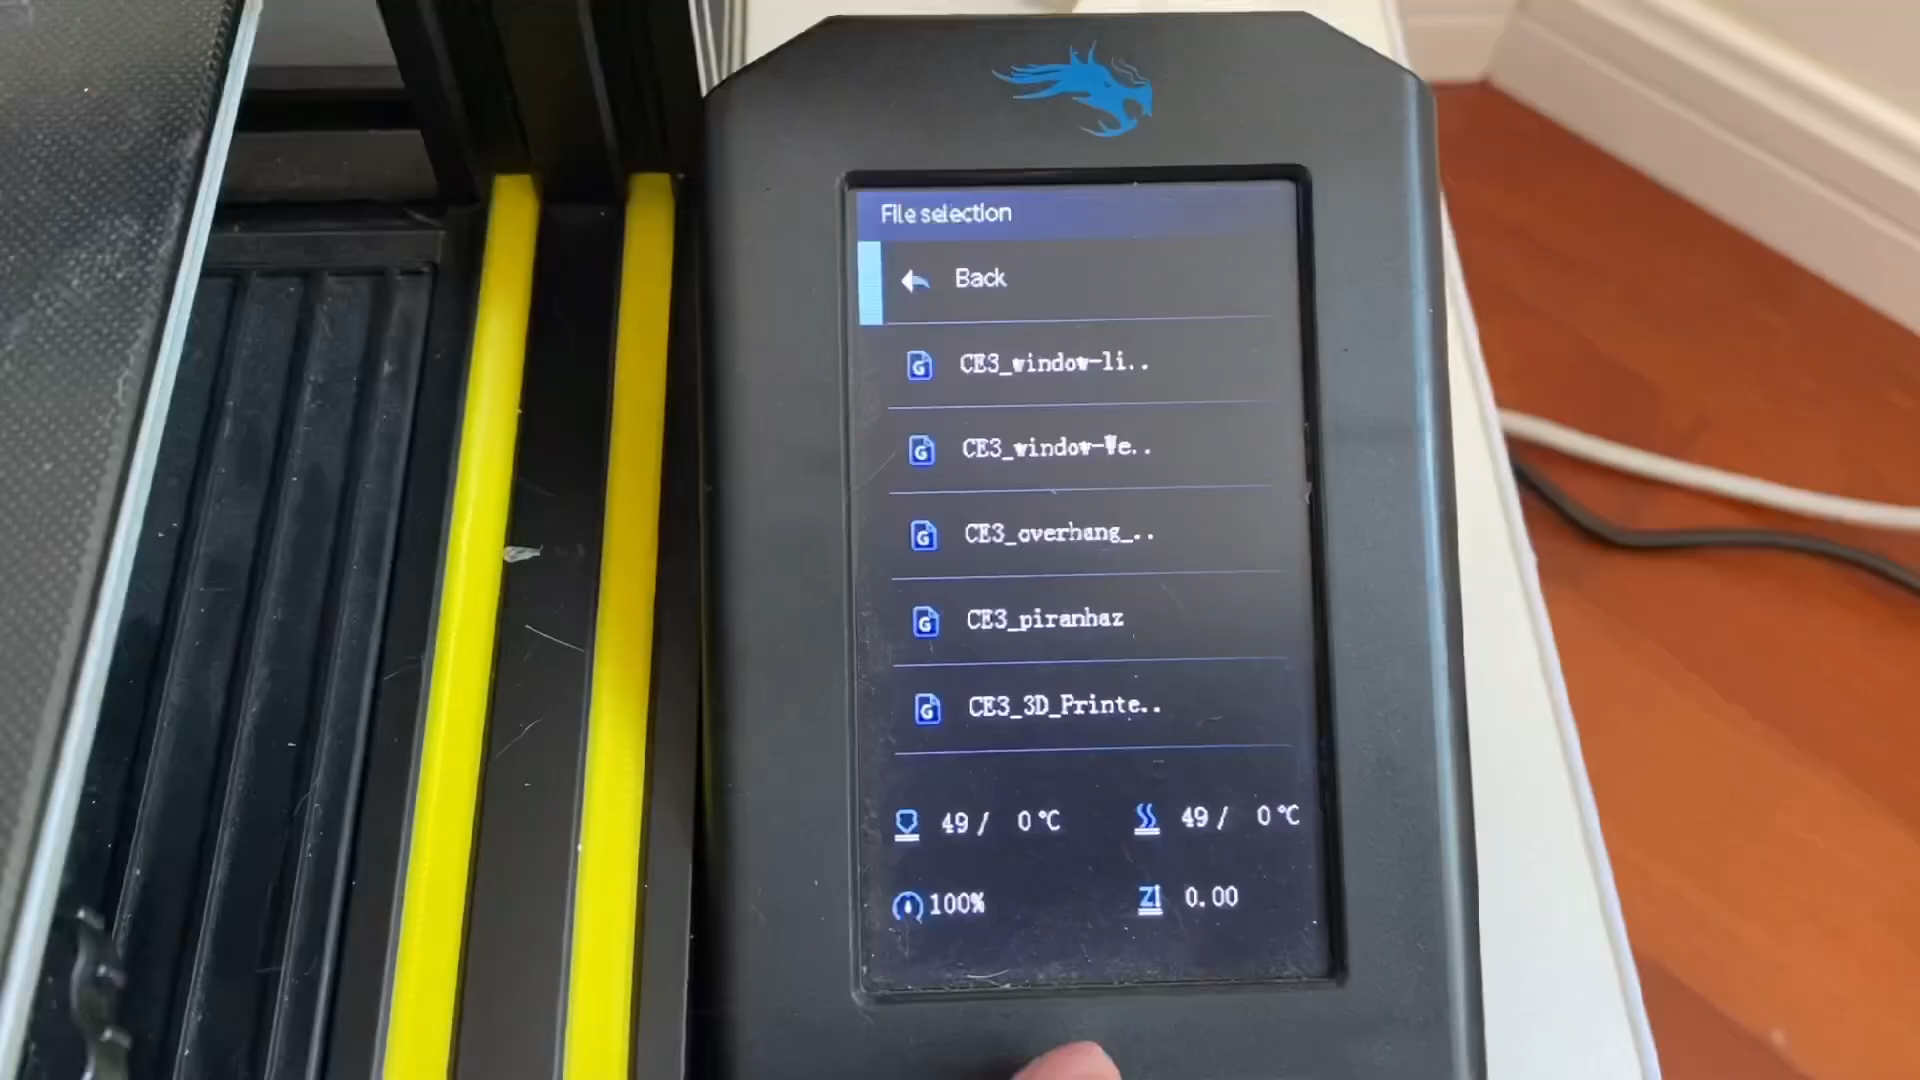 File selection
Back
CE3_window-li..
CE3_window-We..
CE3_overhang_..
CE3_piranhaz
CE3_3D_Printe..
49 / 0 °C
49 / 0 °C
100%
0.00